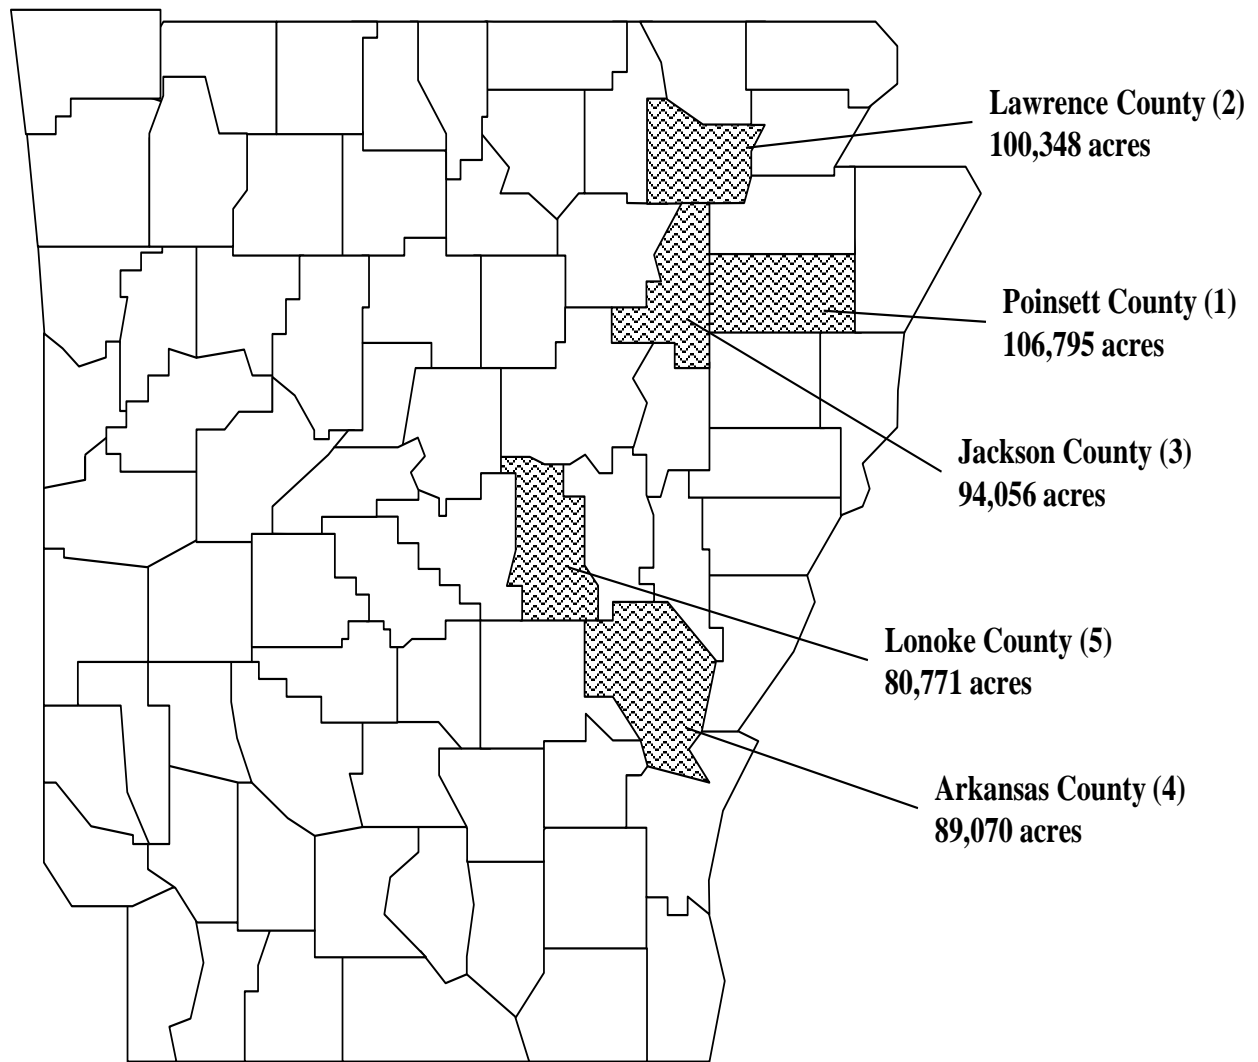 Lawrence County (2)
100,348 acres
Poinsett County (1)
106,795 acres
Jackson County (3)
94,056 acres
Lonoke County (5)
80,771 acres
Arkansas County (4)
89,070 acres